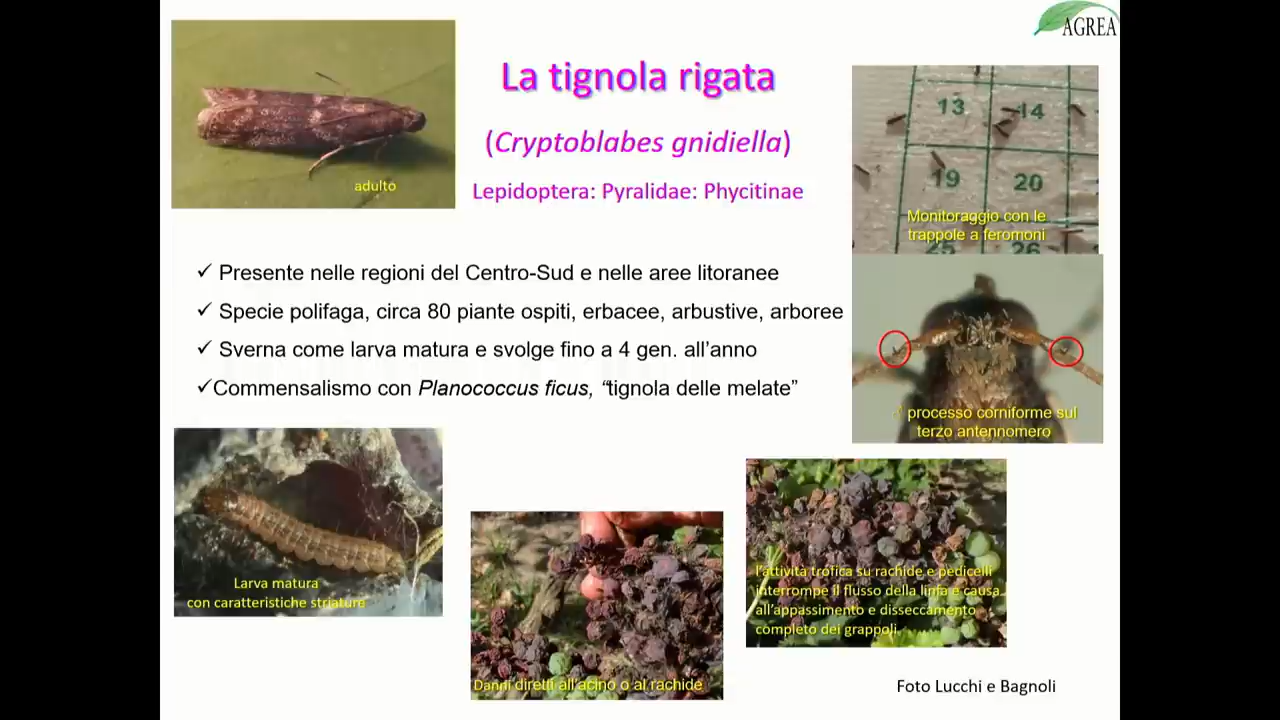 AGREA
La tignola rigata
(Cryptoblabes gnidiella)
Lepidoptera: Pyralidae: Phycitinae
adulto
13 14
19 20
25 26
Monitoraggio con le
trappole a feromoni
✓ Presente nelle regioni del Centro-Sud e nelle aree litoranee
✓ Specie polifaga, circa 80 piante ospiti, erbacee, arbustive, arboree
✓ Sverna come larva matura e svolge fino a 4 gen. all’anno
✓Commensalismo con Planococcus ficus, “tignola delle melate”
♂ processo corniforme sul
terzo antennomero
Larva matura
con caratteristiche striature
Danni diretti all’acino o al rachide
l’attività trofica su rachide e pedicelli
interrompe il flusso della linfa e causa
all’appassimento e disseccamento
completo dei grappoli
Foto Lucchi e Bagnoli